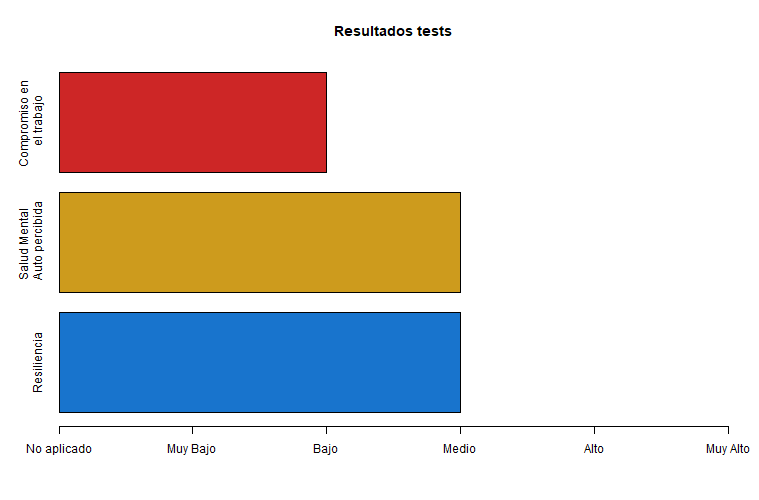 Resultados tests
Compromiso en
el trabajo
Salud Mental
Auto percibida
Resiliencia
No aplicado
Muy Bajo
Bajo
Medio
Alto
Muy Alto